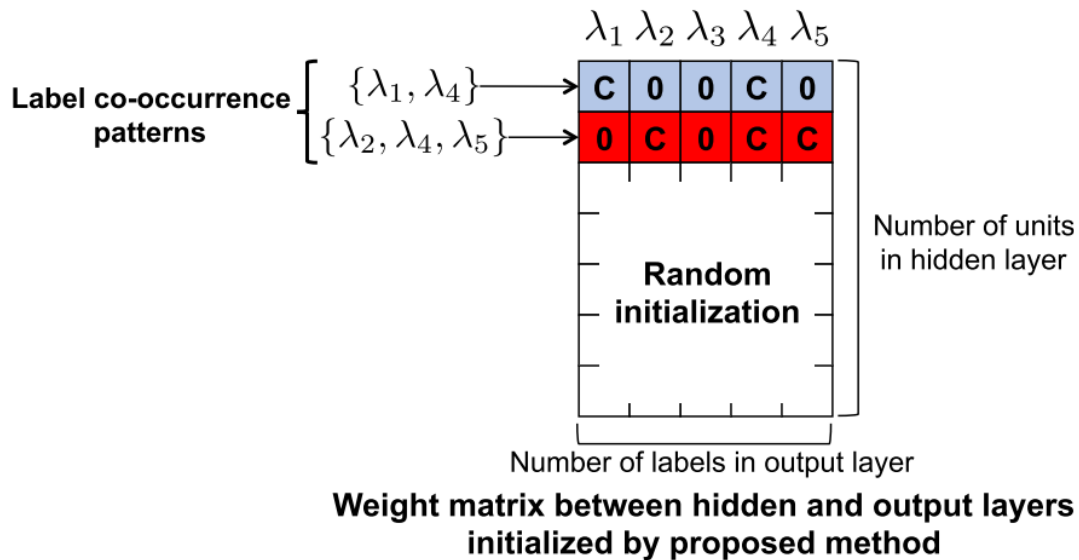 λ1 λ2 λ3 λ4 λ5
Label co-occurrence
patterns
{λ1, λ4}
C 0 0 C 0
{λ2, λ4, λ5}
0 C 0 C C
Random
initialization
Number of units
in hidden layer
Number of labels in output layer
Weight matrix between hidden and output layers
initialized by proposed method